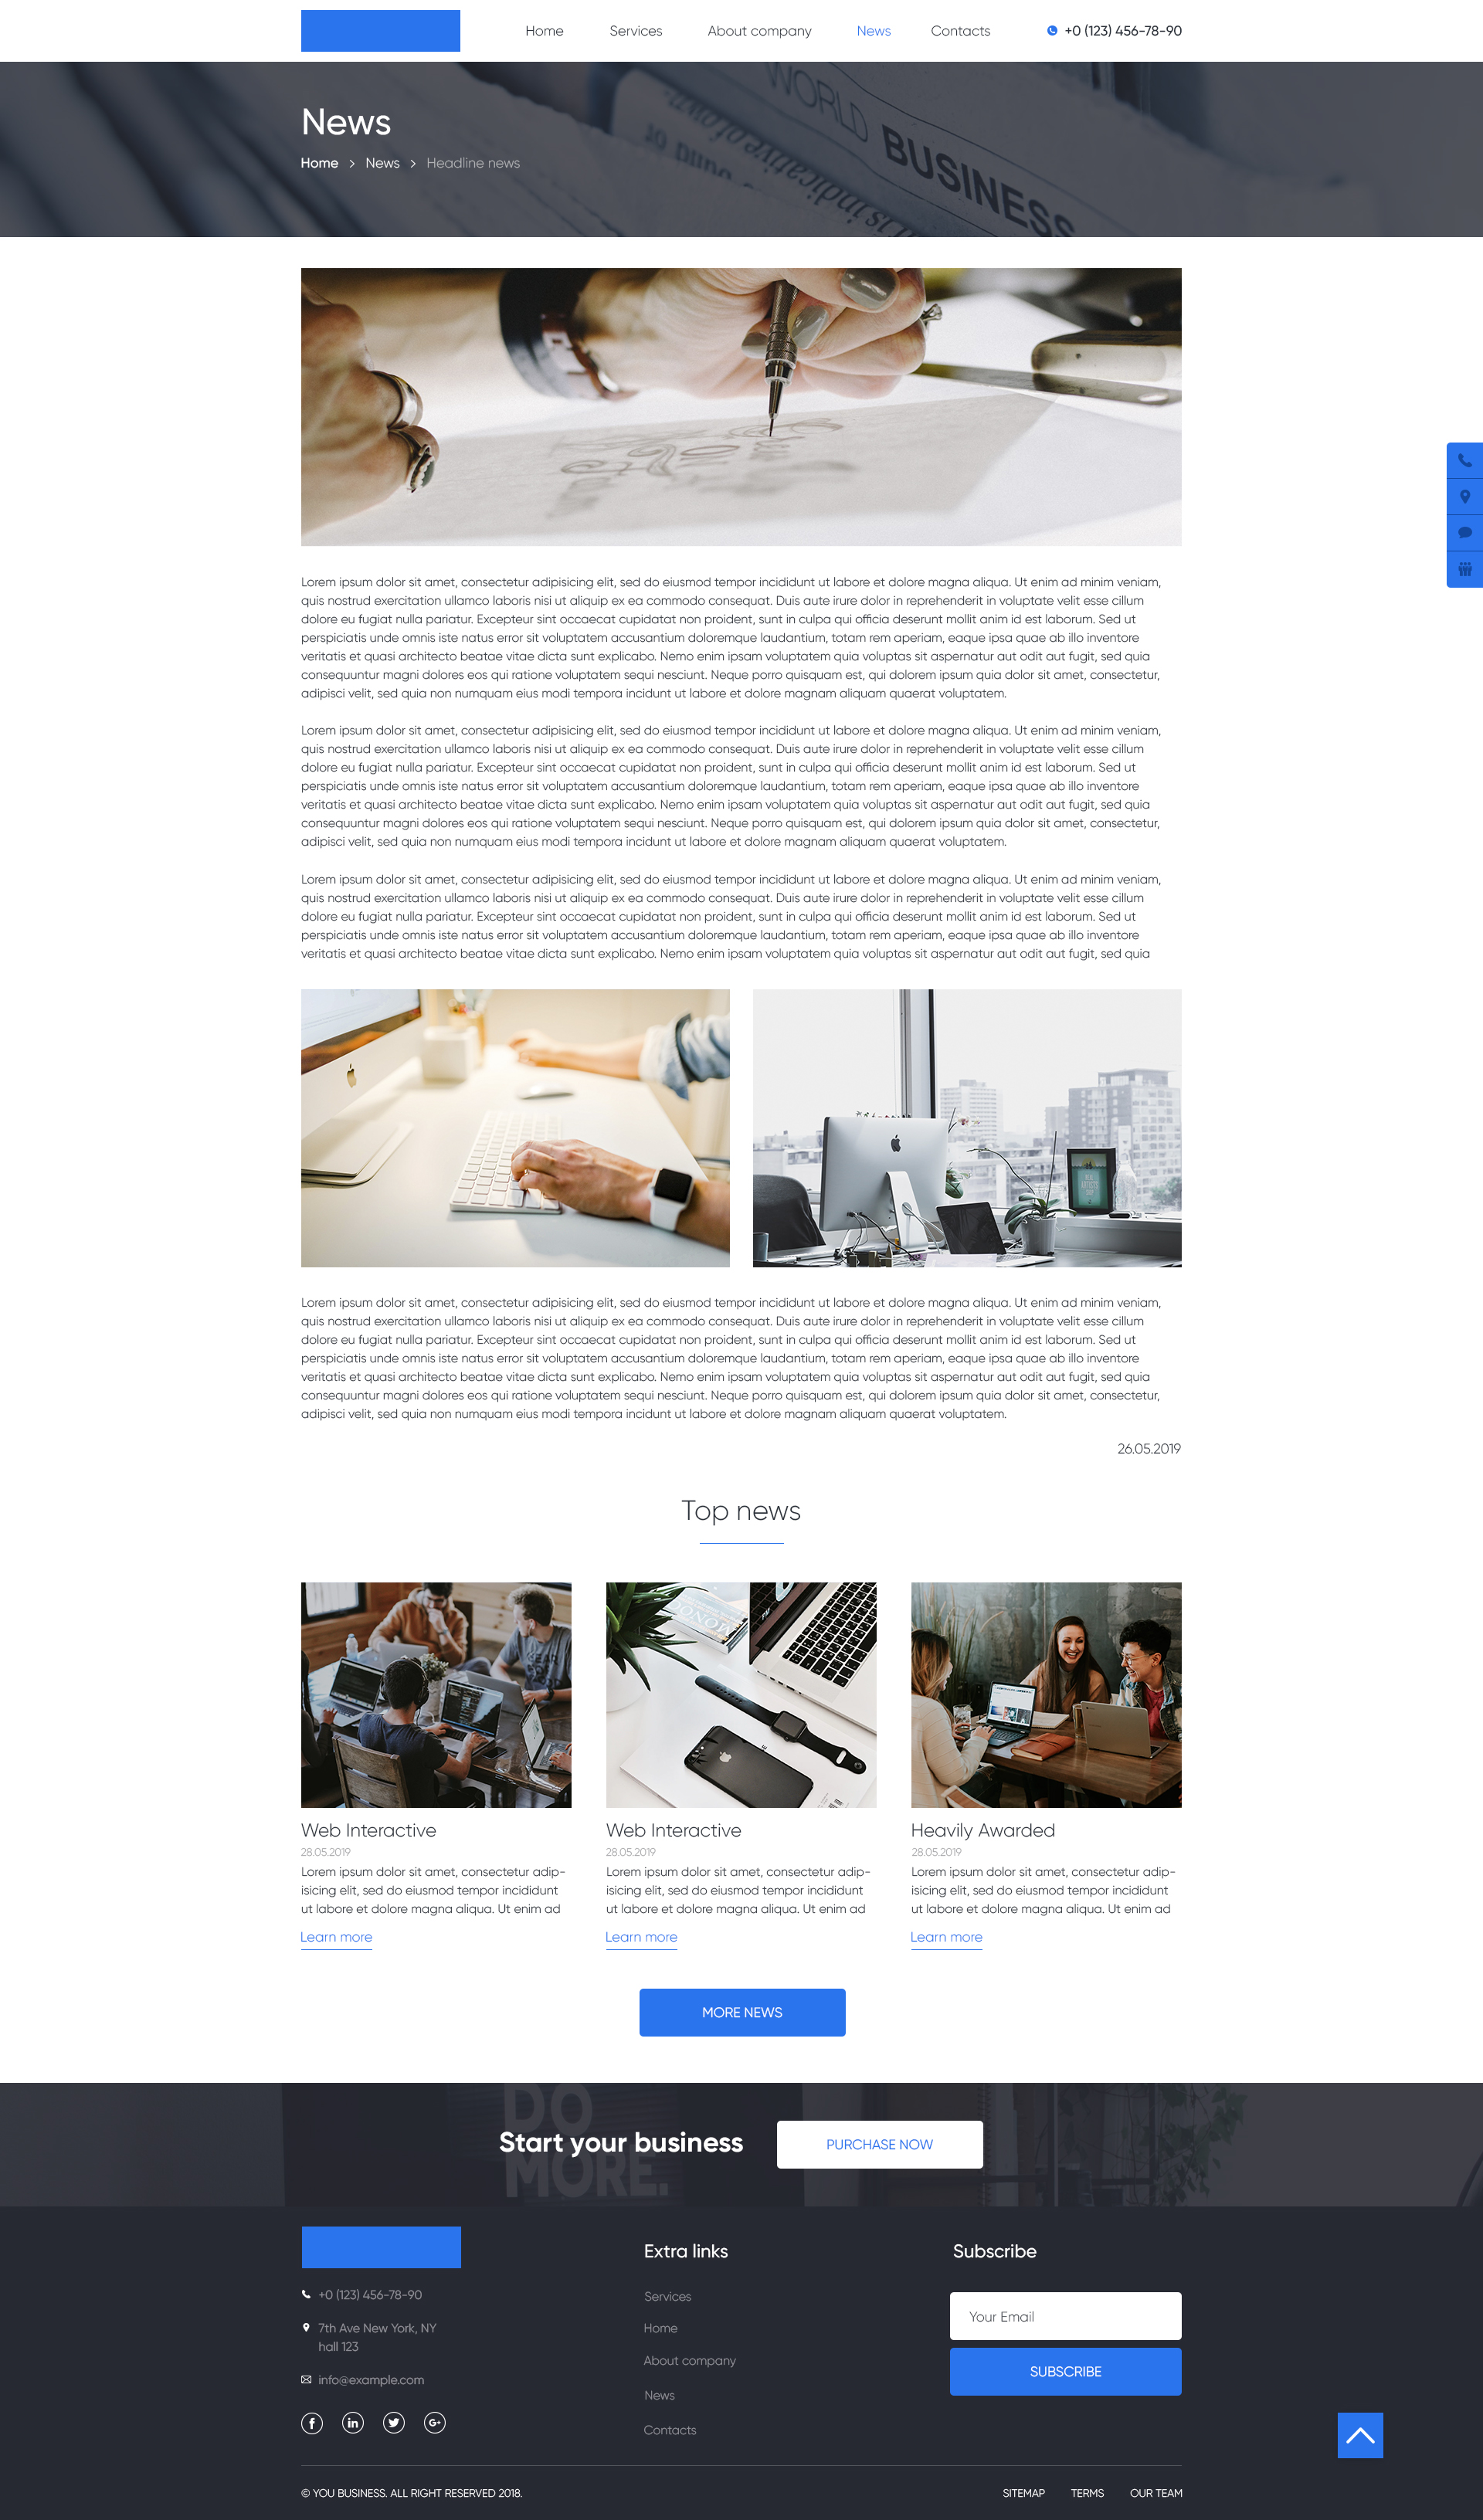 Home Services About company News Contacts +0 (123) 456-78-90
WORLD BUSINESS
News
Home > News > Headline news
Lorem ipsum dolor sit amet, consectetur adipisicing elit, sed do eiusmod tempor incididunt ut labore et dolore magna aliqua. Ut enim ad minim veniam,
quis nostrud exercitation ullamco laboris nisi ut aliquip ex ea commodo consequat. Duis aute irure dolor in reprehenderit in voluptate velit esse cillum
dolore eu fugiat nulla pariatur. Excepteur sint occaecat cupidatat non proident, sunt in culpa qui officia deserunt mollit anim id est laborum. Sed ut
perspiciatis unde omnis iste natus error sit voluptatem accusantium doloremque laudantium, totam rem aperiam, eaque ipsa quae ab illo inventore
veritatis et quasi architecto beatae vitae dicta sunt explicabo. Nemo enim ipsam voluptatem quia voluptas sit aspernatur aut odit aut fugit, sed quia
consequuntur magni dolores eos qui ratione voluptatem sequi nesciunt. Neque porro quisquam est, qui dolorem ipsum quia dolor sit amet, consectetur,
adipisci velit, sed quia non numquam eius modi tempora incidunt ut labore et dolore magnam aliquam quaerat voluptatem.
Lorem ipsum dolor sit amet, consectetur adipisicing elit, sed do eiusmod tempor incididunt ut labore et dolore magna aliqua. Ut enim ad minim veniam,
quis nostrud exercitation ullamco laboris nisi ut aliquip ex ea commodo consequat. Duis aute irure dolor in reprehenderit in voluptate velit esse cillum
dolore eu fugiat nulla pariatur. Excepteur sint occaecat cupidatat non proident, sunt in culpa qui officia deserunt mollit anim id est laborum. Sed ut
perspiciatis unde omnis iste natus error sit voluptatem accusantium doloremque laudantium, totam rem aperiam, eaque ipsa quae ab illo inventore
veritatis et quasi architecto beatae vitae dicta sunt explicabo. Nemo enim ipsam voluptatem quia voluptas sit aspernatur aut odit aut fugit, sed quia
consequuntur magni dolores eos qui ratione voluptatem sequi nesciunt. Neque porro quisquam est, qui dolorem ipsum quia dolor sit amet, consectetur,
adipisci velit, sed quia non numquam eius modi tempora incidunt ut labore et dolore magnam aliquam quaerat voluptatem.
Lorem ipsum dolor sit amet, consectetur adipisicing elit, sed do eiusmod tempor incididunt ut labore et dolore magna aliqua. Ut enim ad minim veniam,
quis nostrud exercitation ullamco laboris nisi ut aliquip ex ea commodo consequat. Duis aute irure dolor in reprehenderit in voluptate velit esse cillum
dolore eu fugiat nulla pariatur. Excepteur sint occaecat cupidatat non proident, sunt in culpa qui officia deserunt mollit anim id est laborum. Sed ut
perspiciatis unde omnis iste natus error sit voluptatem accusantium doloremque laudantium, totam rem aperiam, eaque ipsa quae ab illo inventore
veritatis et quasi architecto beatae vitae dicta sunt explicabo. Nemo enim ipsam voluptatem quia voluptas sit aspernatur aut odit aut fugit, sed quia
Lorem ipsum dolor sit amet, consectetur adipisicing elit, sed do eiusmod tempor incididunt ut labore et dolore magna aliqua. Ut enim ad minim veniam,
quis nostrud exercitation ullamco laboris nisi ut aliquip ex ea commodo consequat. Duis aute irure dolor in reprehenderit in voluptate velit esse cillum
dolore eu fugiat nulla pariatur. Excepteur sint occaecat cupidatat non proident, sunt in culpa qui officia deserunt mollit anim id est laborum. Sed ut
perspiciatis unde omnis iste natus error sit voluptatem accusantium doloremque laudantium, totam rem aperiam, eaque ipsa quae ab illo inventore
veritatis et quasi architecto beatae vitae dicta sunt explicabo. Nemo enim ipsam voluptatem quia voluptas sit aspernatur aut odit aut fugit, sed quia
consequuntur magni dolores eos qui ratione voluptatem sequi nesciunt. Neque porro quisquam est, qui dolorem ipsum quia dolor sit amet, consectetur,
adipisci velit, sed quia non numquam eius modi tempora incidunt ut labore et dolore magnam aliquam quaerat voluptatem.
26.05.2019
Top news
Web Interactive
28.05.2019
Lorem ipsum dolor sit amet, consectetur adip-
isicing elit, sed do eiusmod tempor incididunt
ut labore et dolore magna aliqua. Ut enim ad
Learn more
Web Interactive
28.05.2019
Lorem ipsum dolor sit amet, consectetur adip-
isicing elit, sed do eiusmod tempor incididunt
ut labore et dolore magna aliqua. Ut enim ad
Learn more
Heavily Awarded
28.05.2019
Lorem ipsum dolor sit amet, consectetur adip-
isicing elit, sed do eiusmod tempor incididunt
ut labore et dolore magna aliqua. Ut enim ad
Learn more
MORE NEWS
DO
MORE.
Start your business
PURCHASE NOW
+0 (123) 456-78-90
7th Ave New York, NY
hall 123
info@example.com
Extra links
Services
Home
About company
News
Contacts
Subscribe
Your Email
SUBSCRIBE
© YOU BUSINESS. ALL RIGHT RESERVED 2018.
SITEMAP TERMS OUR TEAM